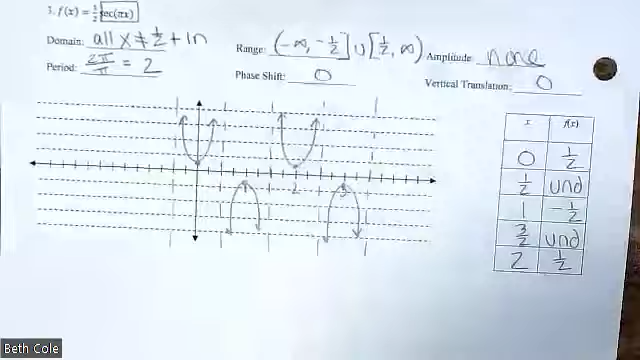 3. f(x) = ½ sec(πx)
Domain: all x ≠ ½ + 1n
Range: (-∞, -½] ∪ [½, ∞)
Amplitude: none
Period: 2π/π = 2
Phase Shift: 0
Vertical Translation: 0
x f(x)
0 ½
½ und
1 -½
3/2 und
2 ½
2 3
Beth Cole